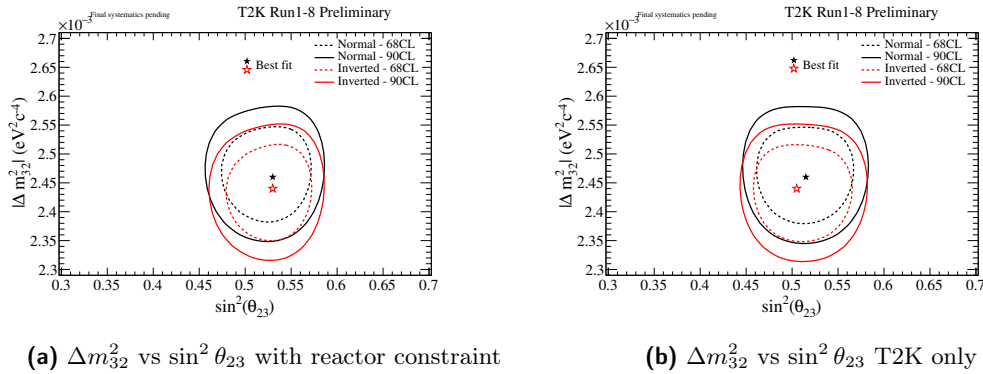 ×10⁻³ Final systematics pending T2K Run1-8 Preliminary
2.7
2.65
2.6
2.55
2.5
2.45
2.4
2.35
2.3
|Δ m²₃₂| (eV²c⁻⁴)
Normal - 68CL
Normal - 90CL
Inverted - 68CL
Inverted - 90CL
Best fit
0.3 0.35 0.4 0.45 0.5 0.55 0.6 0.65 0.7
sin²(θ₂₃)
(a) Δm²₃₂ vs sin² θ₂₃ with reactor constraint
×10⁻³ Final systematics pending T2K Run1-8 Preliminary
2.7
2.65
2.6
2.55
2.5
2.45
2.4
2.35
2.3
|Δ m²₃₂| (eV²c⁻⁴)
Normal - 68CL
Normal - 90CL
Inverted - 68CL
Inverted - 90CL
Best fit
0.3 0.35 0.4 0.45 0.5 0.55 0.6 0.65 0.7
sin²(θ₂₃)
(b) Δm²₃₂ vs sin² θ₂₃ T2K only